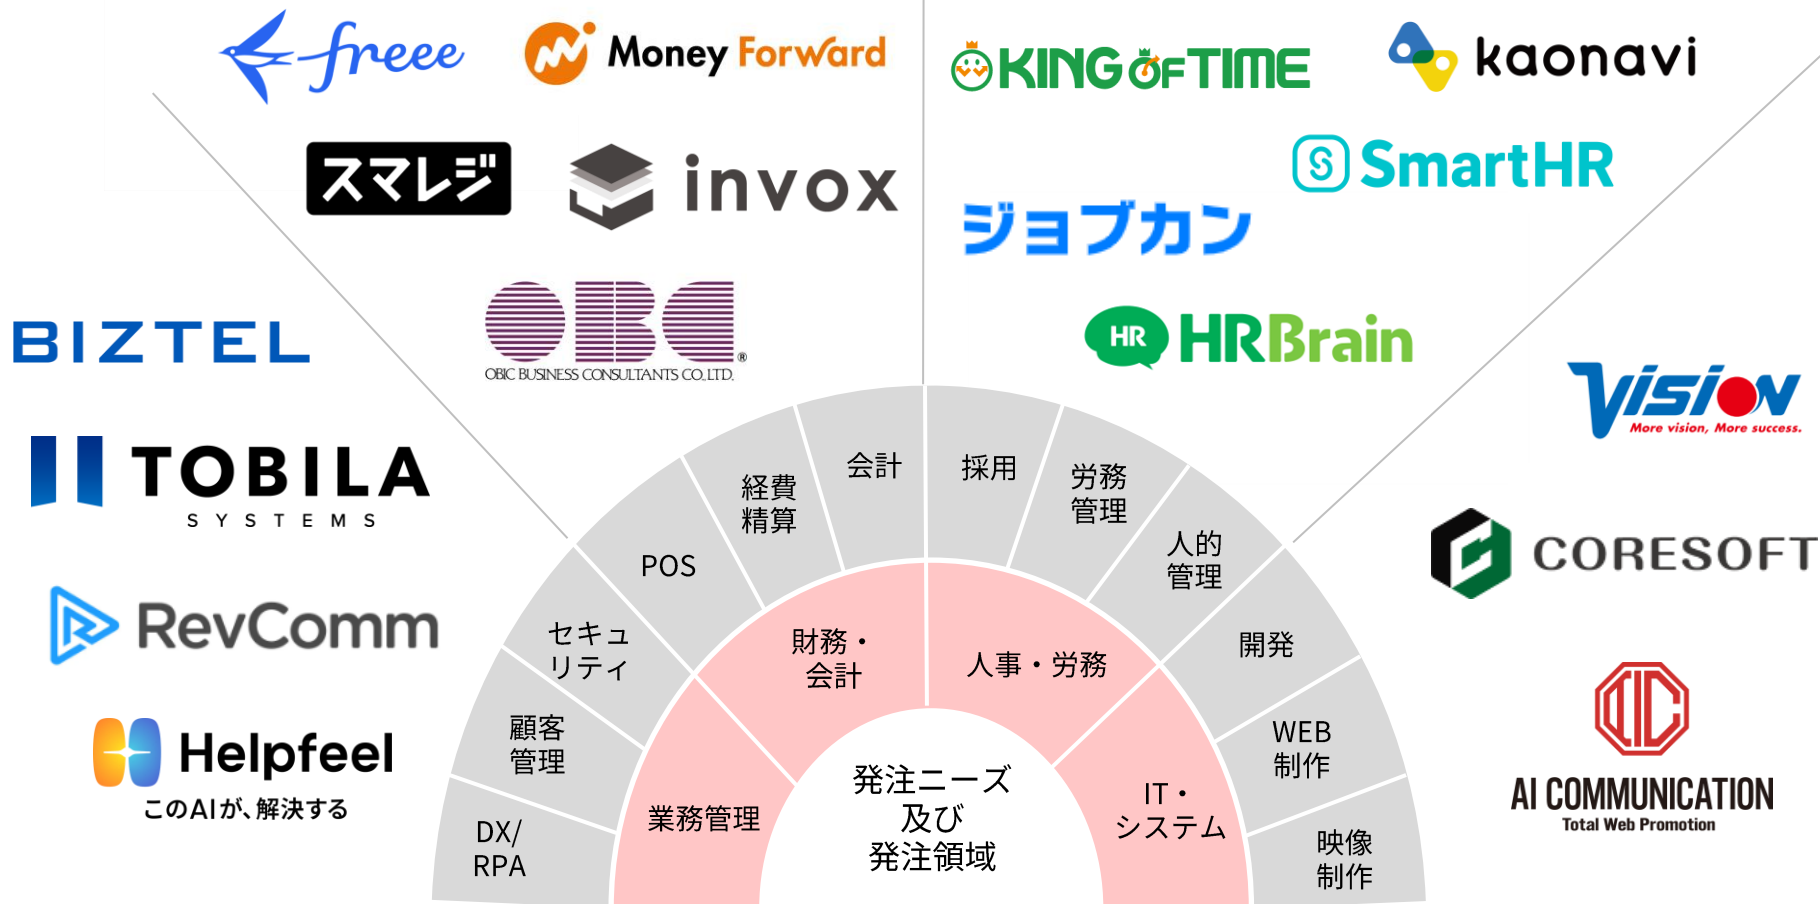 freee
Money Forward
スマレジ
invox
OBC®
OBIC BUSINESS CONSULTANTS CO.,LTD.
KING OF TIME
kaonavi
SmartHR
ジョブカン
HR
HRBrain
BIZTEL
TOBILA
SYSTEMS
RevComm
Helpfeel
このAIが、解決する
VISION
More vision, More success.
CORESOFT
AI COMMUNICATION
Total Web Promotion
DX/
RPA
顧客
管理
セキュ
リティ
POS
経費
精算
会計
採用
労務
管理
人的
管理
開発
WEB
制作
映像
制作
業務管理
財務・
会計
人事・労務
IT・
システム
発注ニーズ
及び
発注領域